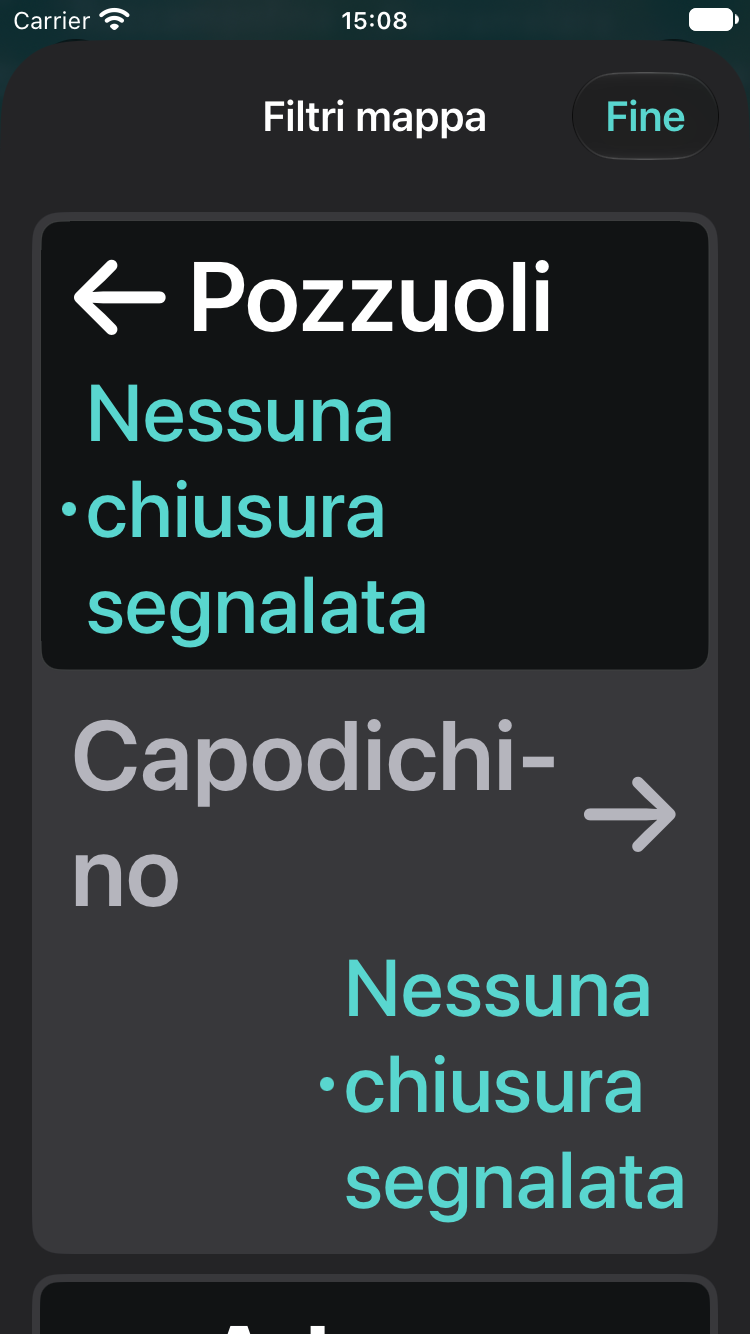 Carrier 15:08
Filtri mappa Fine
Pozzuoli
Nessuna
chiusura
segnalata
Capodichi-
no
Nessuna
chiusura
segnalata